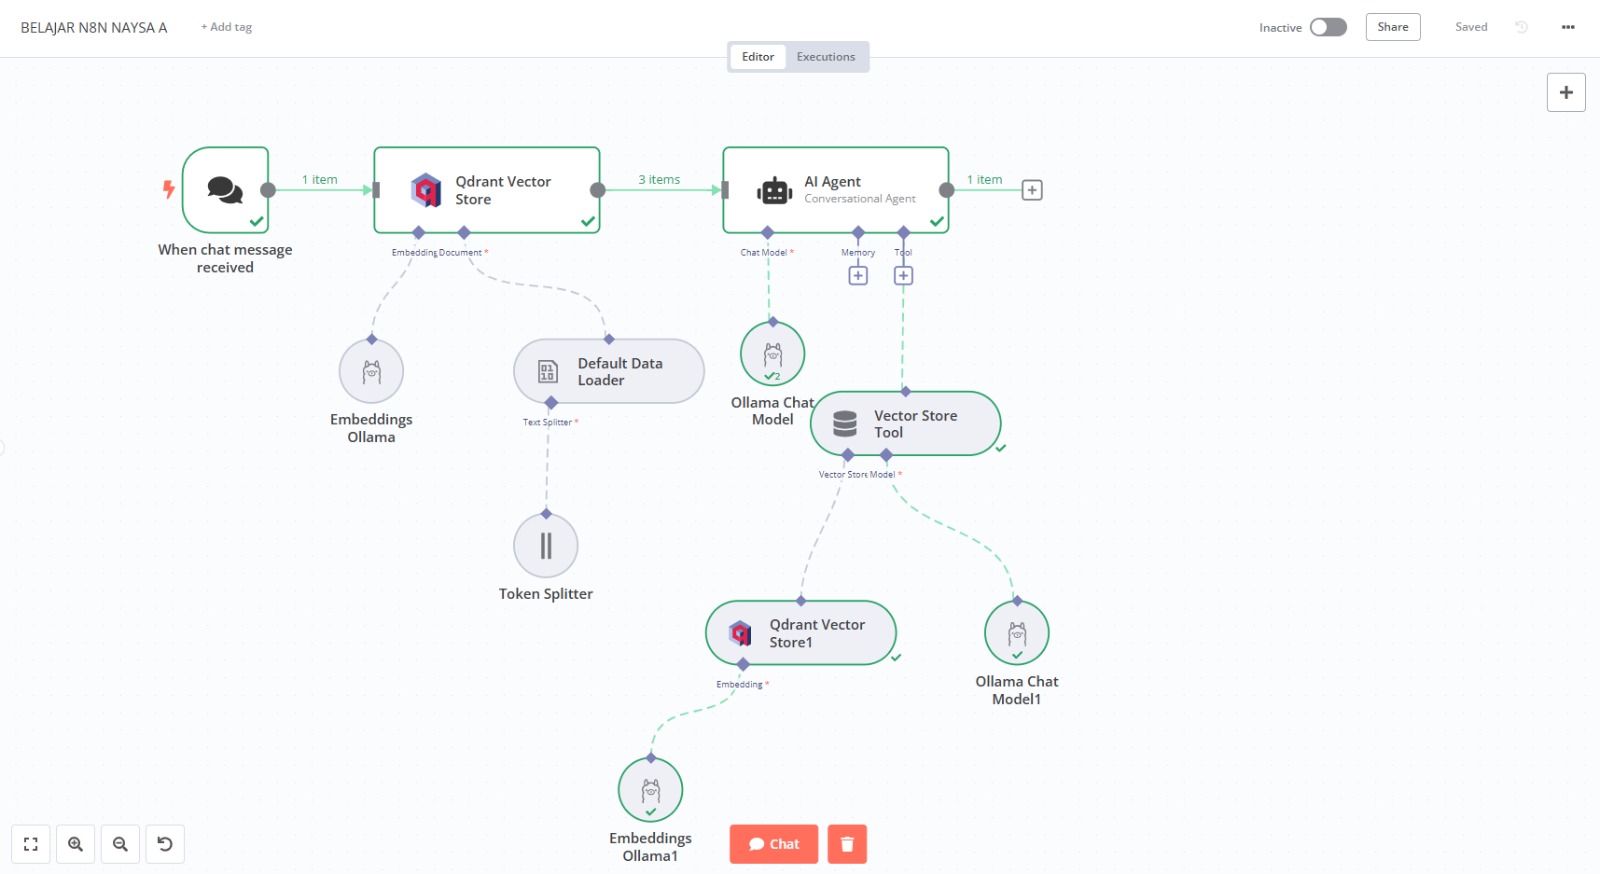 BELAJAR N8N NAYSA A
+ Add tag
Inactive
Share
Saved
Editor
Executions
1 item
3 items
1 item
When chat message
received
Qdrant Vector
Store
Embedding
Document *
AI Agent
Conversational Agent
Chat Model *
Memory
Tool
Embeddings
Ollama
Default Data
Loader
Text Splitter *
Token Splitter
2
Ollama Chat
Model
Vector Store
Tool
Vector Store
Model *
Qdrant Vector
Store1
Embedding *
Ollama Chat
Model1
Embeddings
Ollama1
Chat